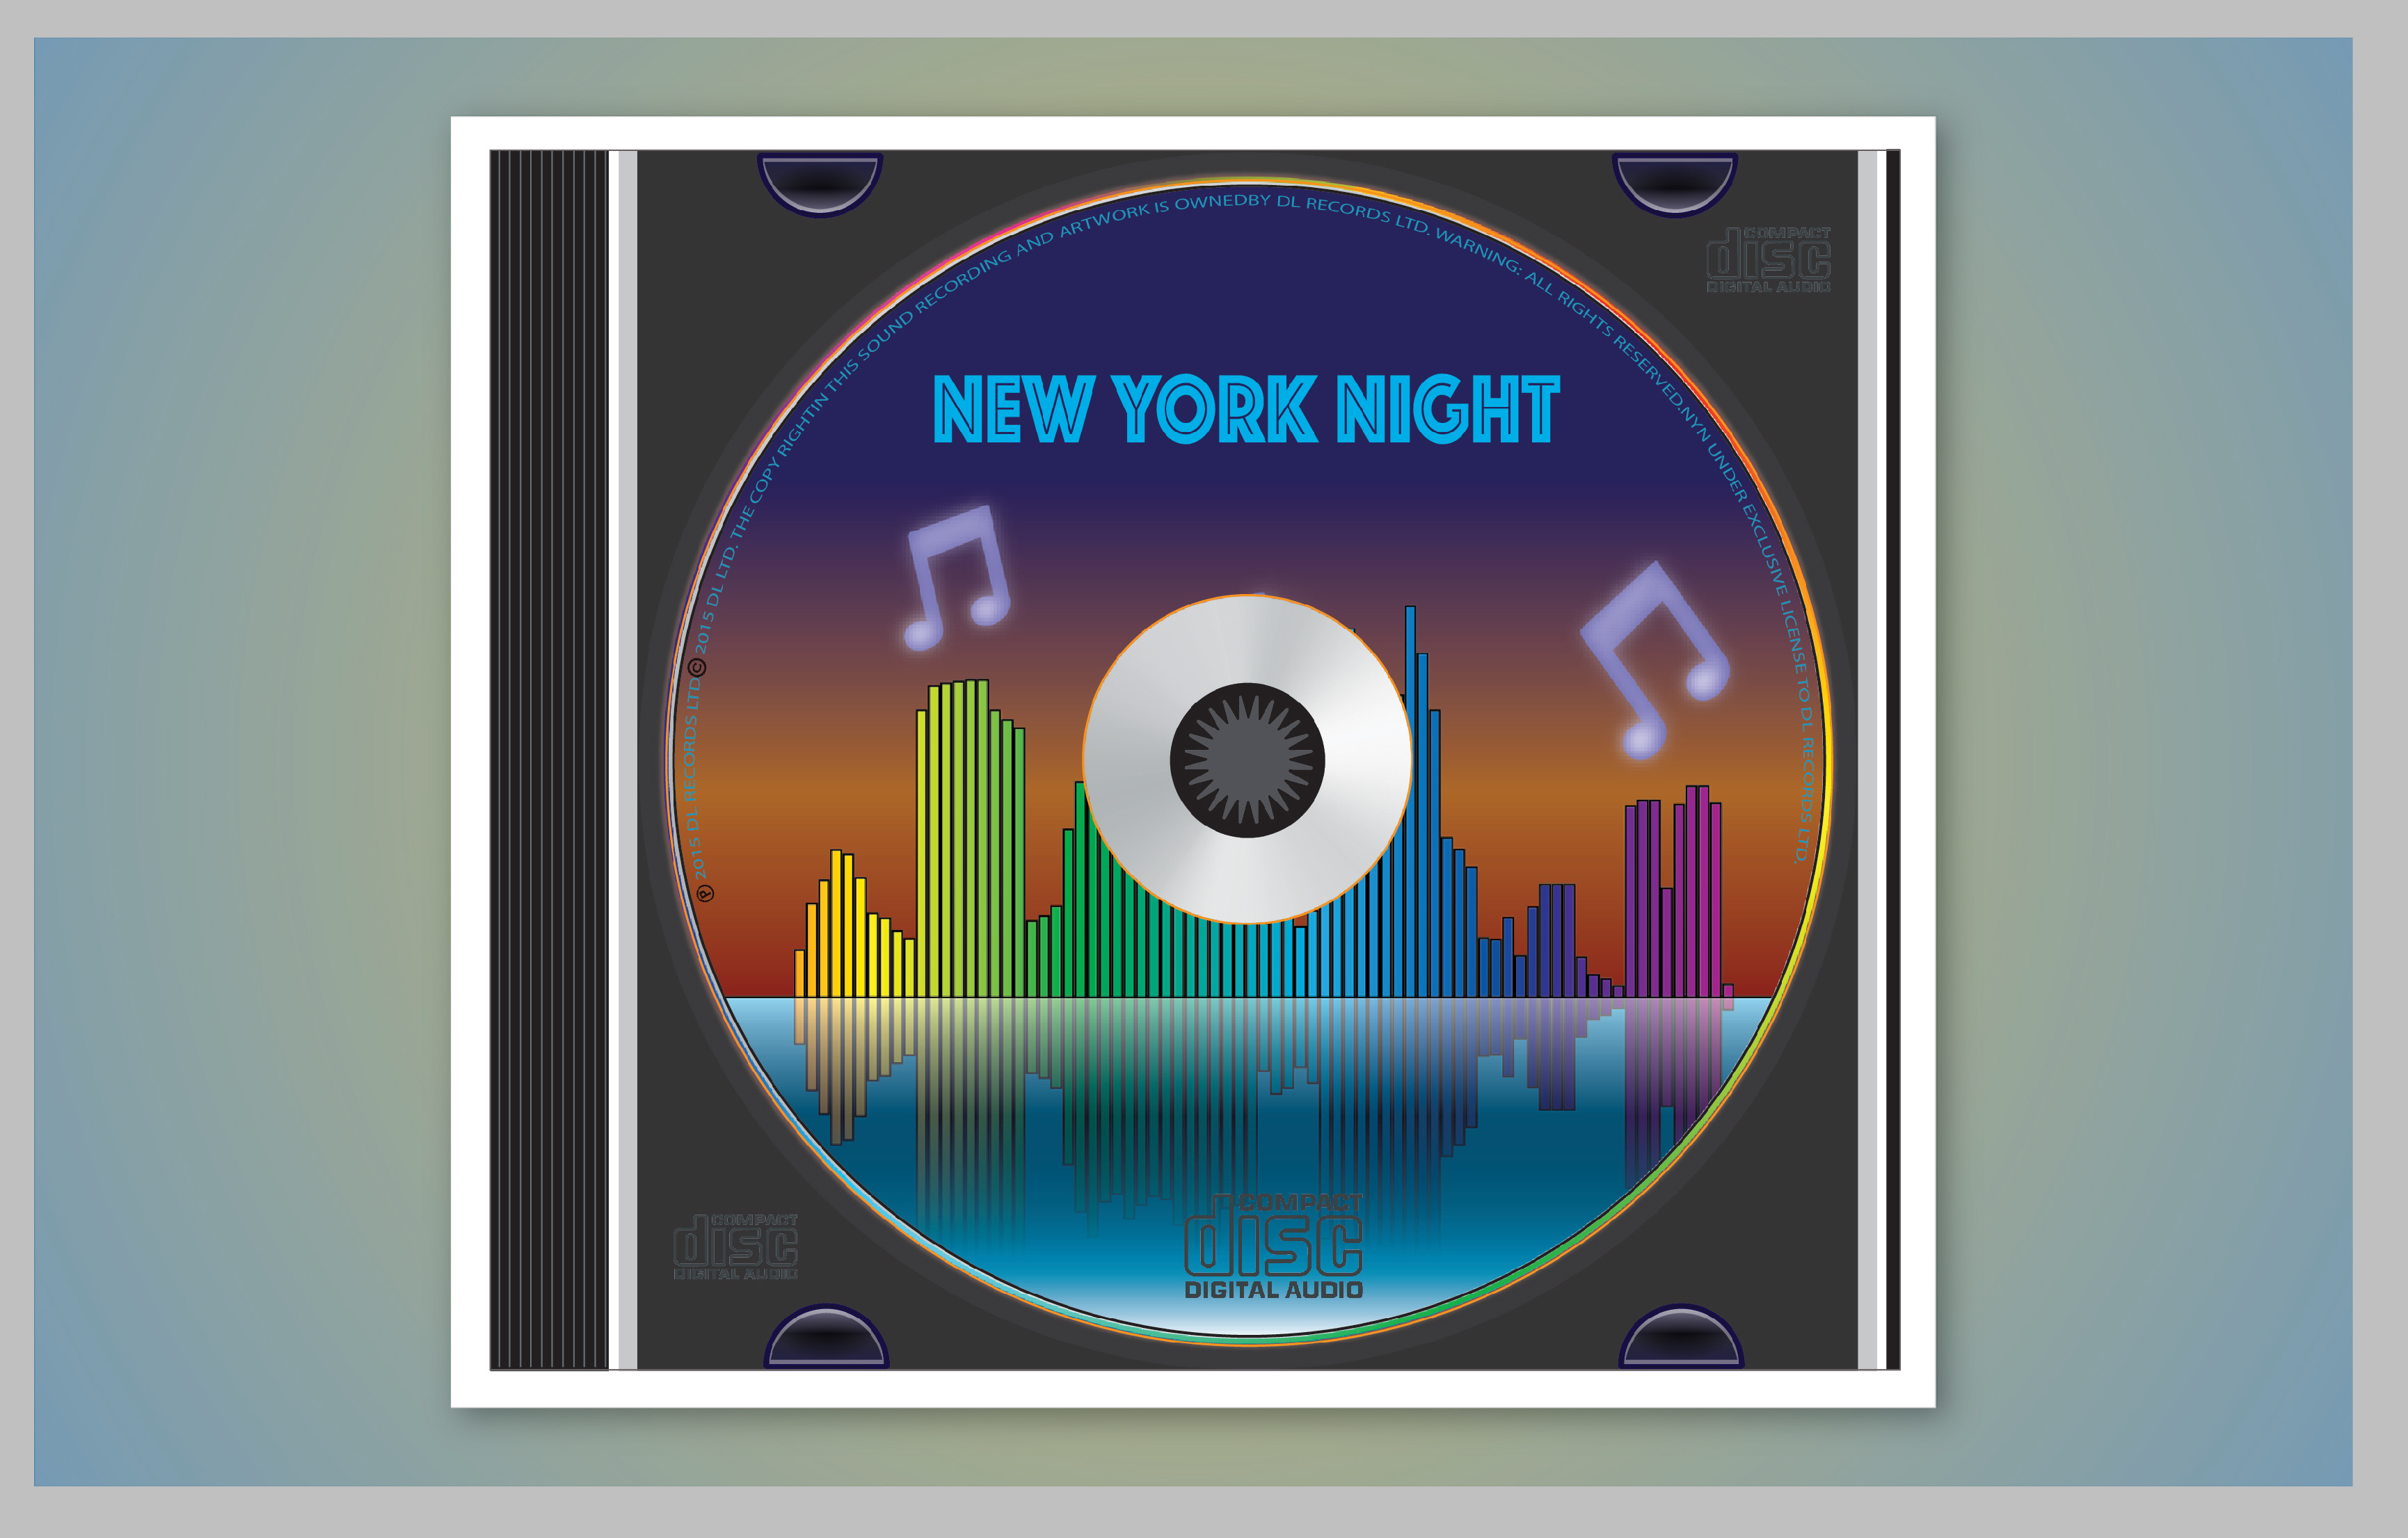 ℗ 2015 DL RECORDS LTD© 2015 DL LTD. THE COPY RIGHTIN THIS SOUND RECORDING AND ARTWORK IS OWNEDBY DL RECORDS LTD. WARNING: ALL RIGHTS RESERVED.NYN UNDER EXCLUSIVE LICENSE TO DL RECORDS LTD.
COMPACT
disc
DIGITAL AUDIO
NEW YORK NIGHT
COMPACT
disc
DIGITAL AUDIO
COMPACT
disc
DIGITAL AUDIO